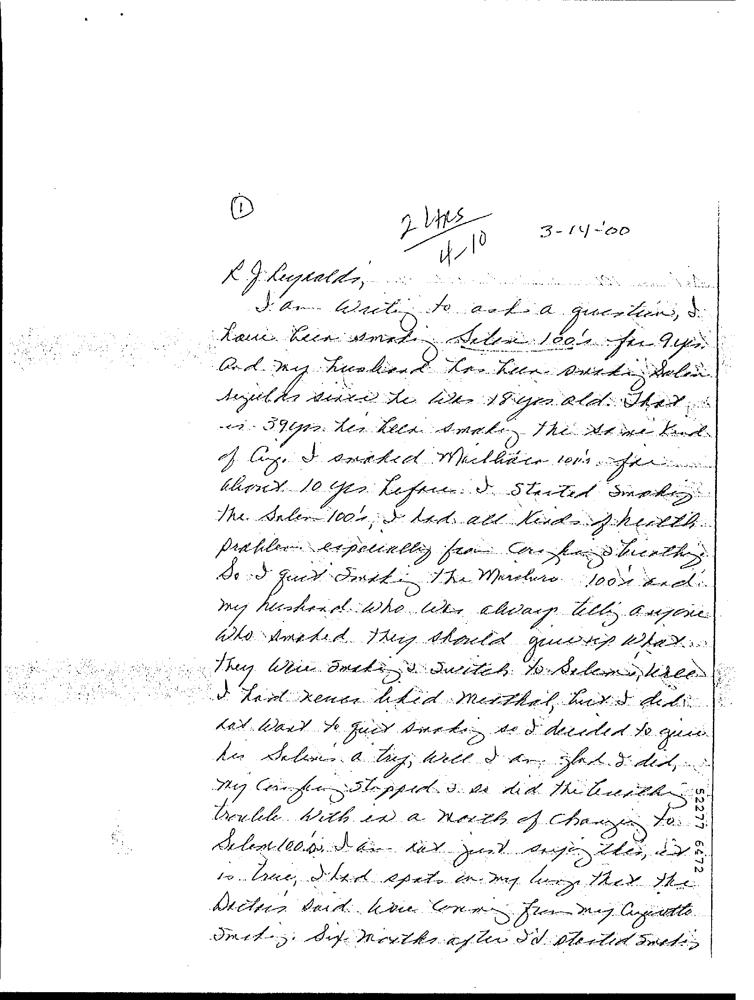 1
2 Ltrs
4-10
3-14-'00
R J Reynolds,
I am writing to ask a question, I
have been smoking Salem 100's for 9 yrs.
And my husband has been smoking Salem
regulars since he was 18 yrs old. That
is 39 yrs. he's been smoking the same kind
of Cig. I smoked 100's for
about 10 yrs before I started smoking
the Salem 100's, I had all kinds of health
problem especially from Coughing & breathing
So I quit Smoking the 100's and
my husband who was always telling anyone
who smoked they should give up what
they were smoking & switch to Salem's, Well
I had never liked Menthol, but I did
not want to quit smoking so I decided to give
his Salem's a try, Well I am glad I did,
My Coughing Stopped & so did the breathing
trouble with in a month of Changing to
Salem 100's. I am not just saying this, it
is true, I had spots on my lung that the
Doctors said were coming from my Cigarette
Smoking. Six months after I'd started Smoking
52277 6472